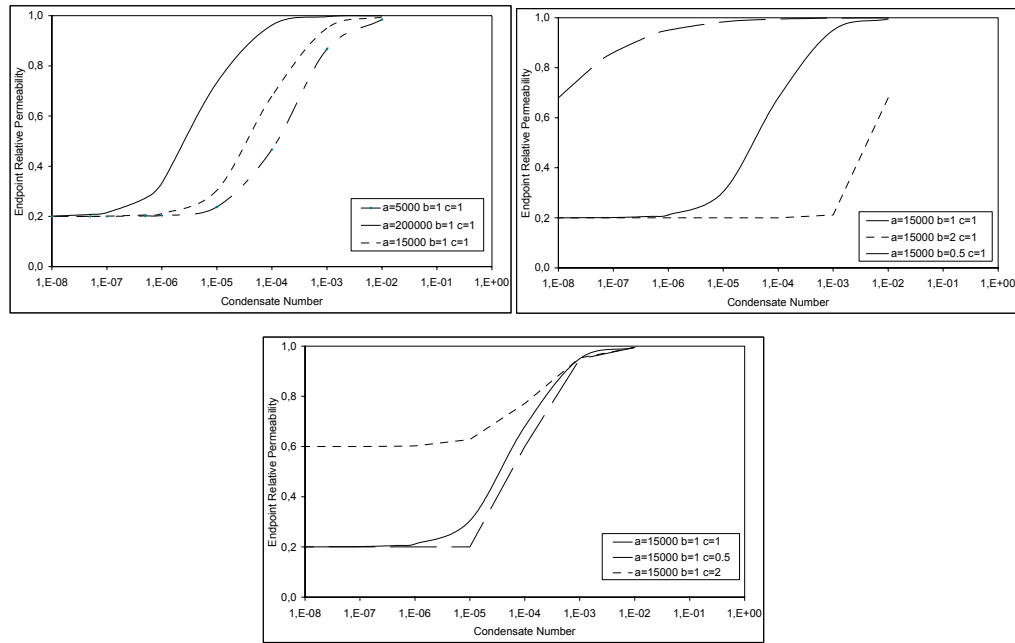 Endpoint Relative Permeability
1,0
0,8
0,6
0,4
0,2
0,0
a=5000 b=1 c=1
a=200000 b=1 c=1
a=15000 b=1 c=1
1,E-08 1,E-07 1,E-06 1,E-05 1,E-04 1,E-03 1,E-02 1,E-01 1,E+00
Condensate Number
Endpoint Relative Permeability
1,0
0,8
0,6
0,4
0,2
0,0
a=15000 b=1 c=1
a=15000 b=2 c=1
a=15000 b=0.5 c=1
1,E-08 1,E-07 1,E-06 1,E-05 1,E-04 1,E-03 1,E-02 1,E-01 1,E+00
Condensate Number
Endpoint Relative Permeability
1,0
0,8
0,6
0,4
0,2
0,0
a=15000 b=1 c=1
a=15000 b=1 c=0.5
a=15000 b=1 c=2
1,E-08 1,E-07 1,E-06 1,E-05 1,E-04 1,E-03 1,E-02 1,E-01 1,E+00
Condensate Number